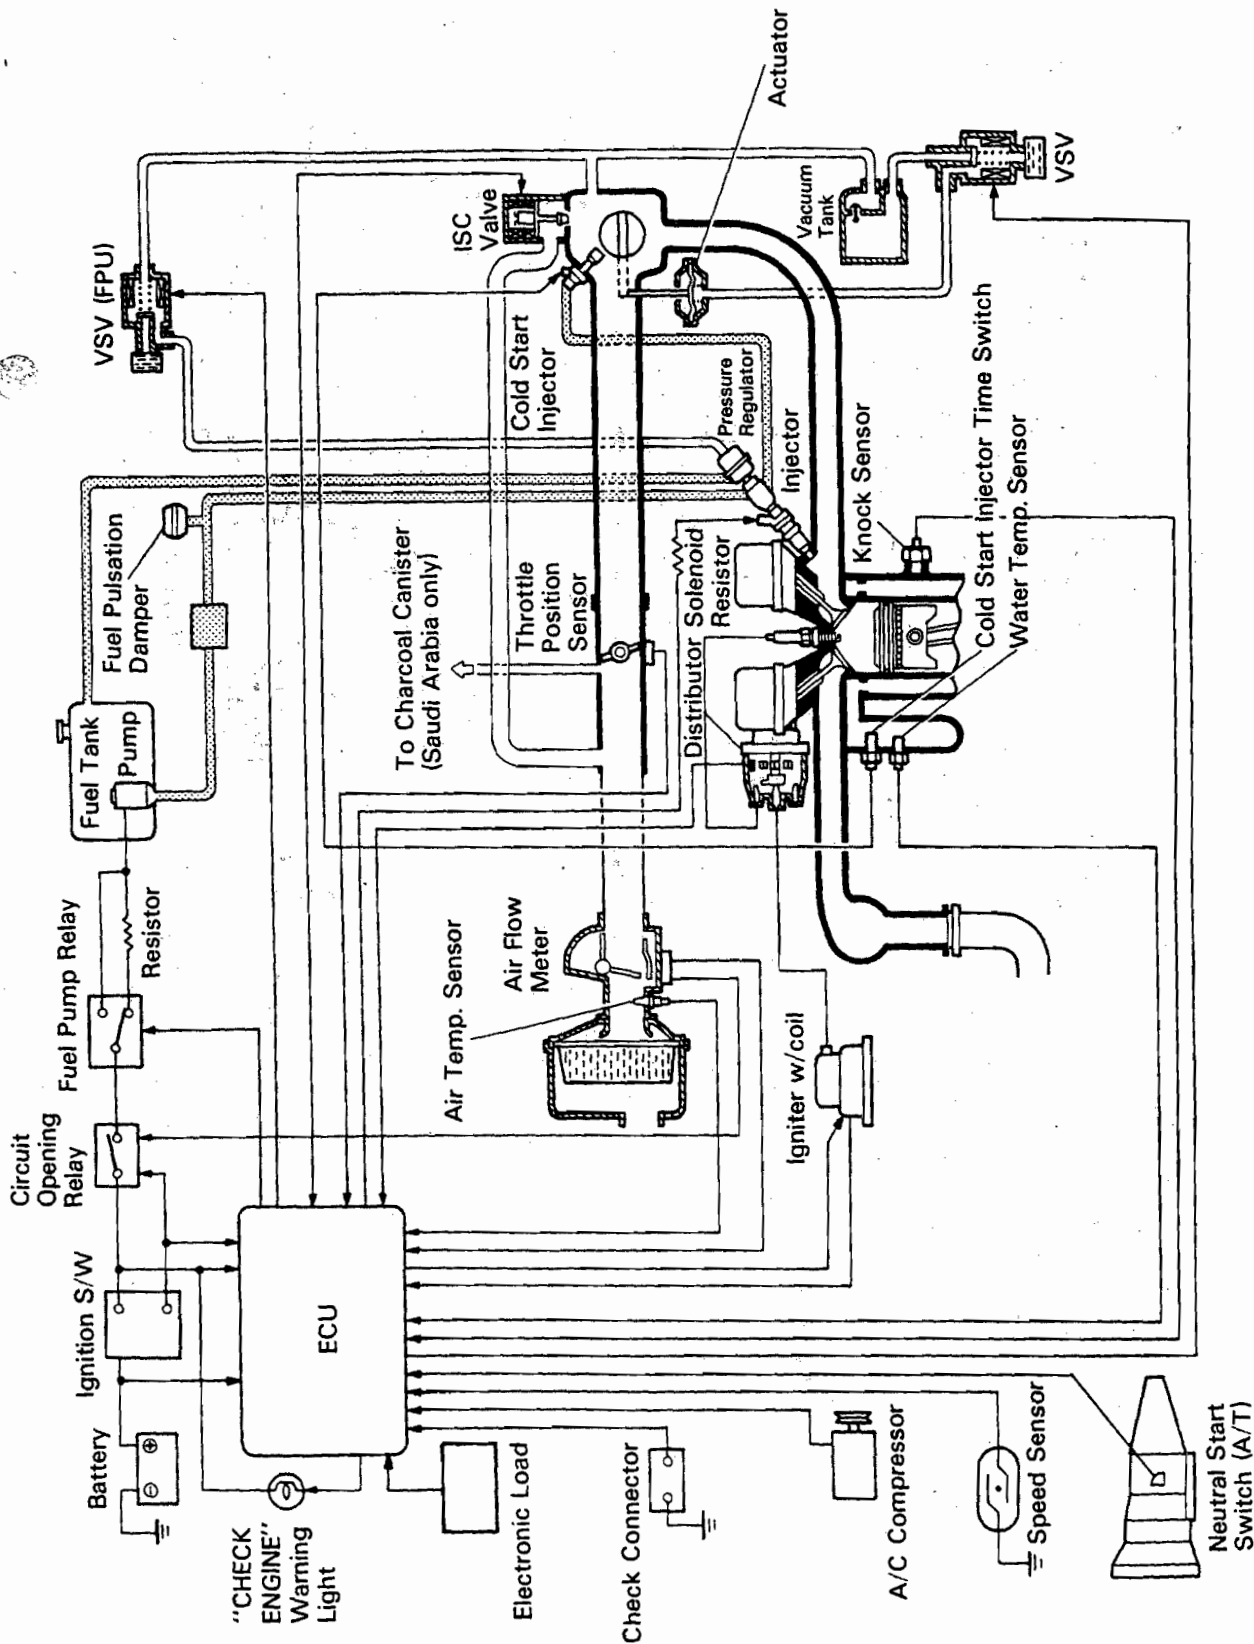 Battery
Ignition S/W
Circuit
Opening
Relay
Fuel Pump Relay
Resistor
Fuel Tank
Pump
Fuel Pulsation
Damper
VSV (FPU)
"CHECK
ENGINE"
Warning
Light
ECU
To Charcoal Canister
(Saudi Arabia only)
Cold Start
Injector
ISC
Valve
Electronic Load
Air Temp. Sensor
Air Flow
Meter
Throttle
Position
Sensor
Check Connector
Distributor
Solenoid
Resistor
Pressure
Regulator
Injector
Actuator
Igniter w/coil
Vacuum
Tank
Knock Sensor
A/C Compressor
Cold Start Injector Time Switch
Water Temp. Sensor
Speed Sensor
VSV
Neutral Start
Switch (A/T)